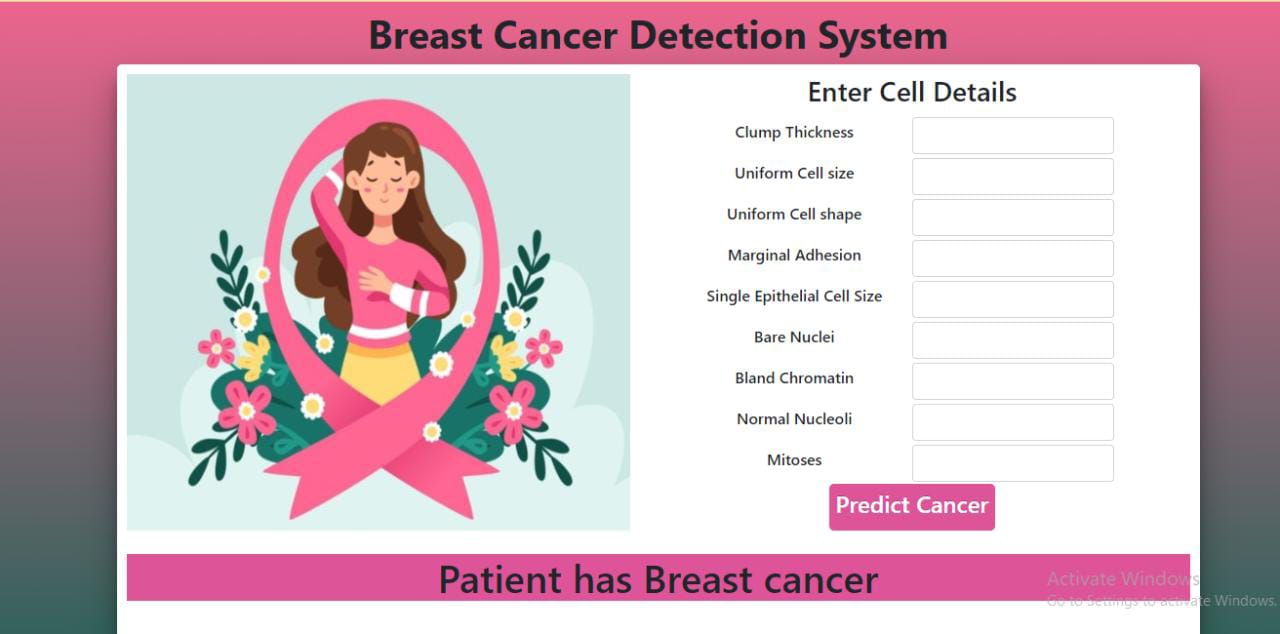 Breast Cancer Detection System
Enter Cell Details
Clump Thickness
Uniform Cell size
Uniform Cell shape
Marginal Adhesion
Single Epithelial Cell Size
Bare Nuclei
Bland Chromatin
Normal Nucleoli
Mitoses
Predict Cancer
Patient has Breast cancer
Activate Windows
Go to Settings to activate Windows.